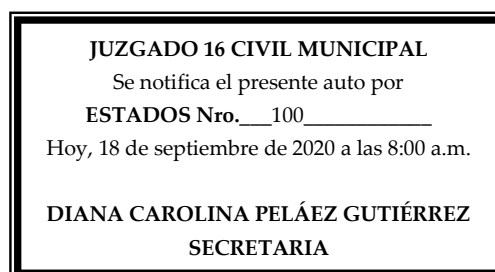 JUZGADO 16 CIVIL MUNICIPAL
Se notifica el presente auto por
ESTADOS Nro.___100____________
Hoy, 18 de septiembre de 2020 a las 8:00 a.m.
DIANA CAROLINA PELÁEZ GUTIÉRREZ
SECRETARIA